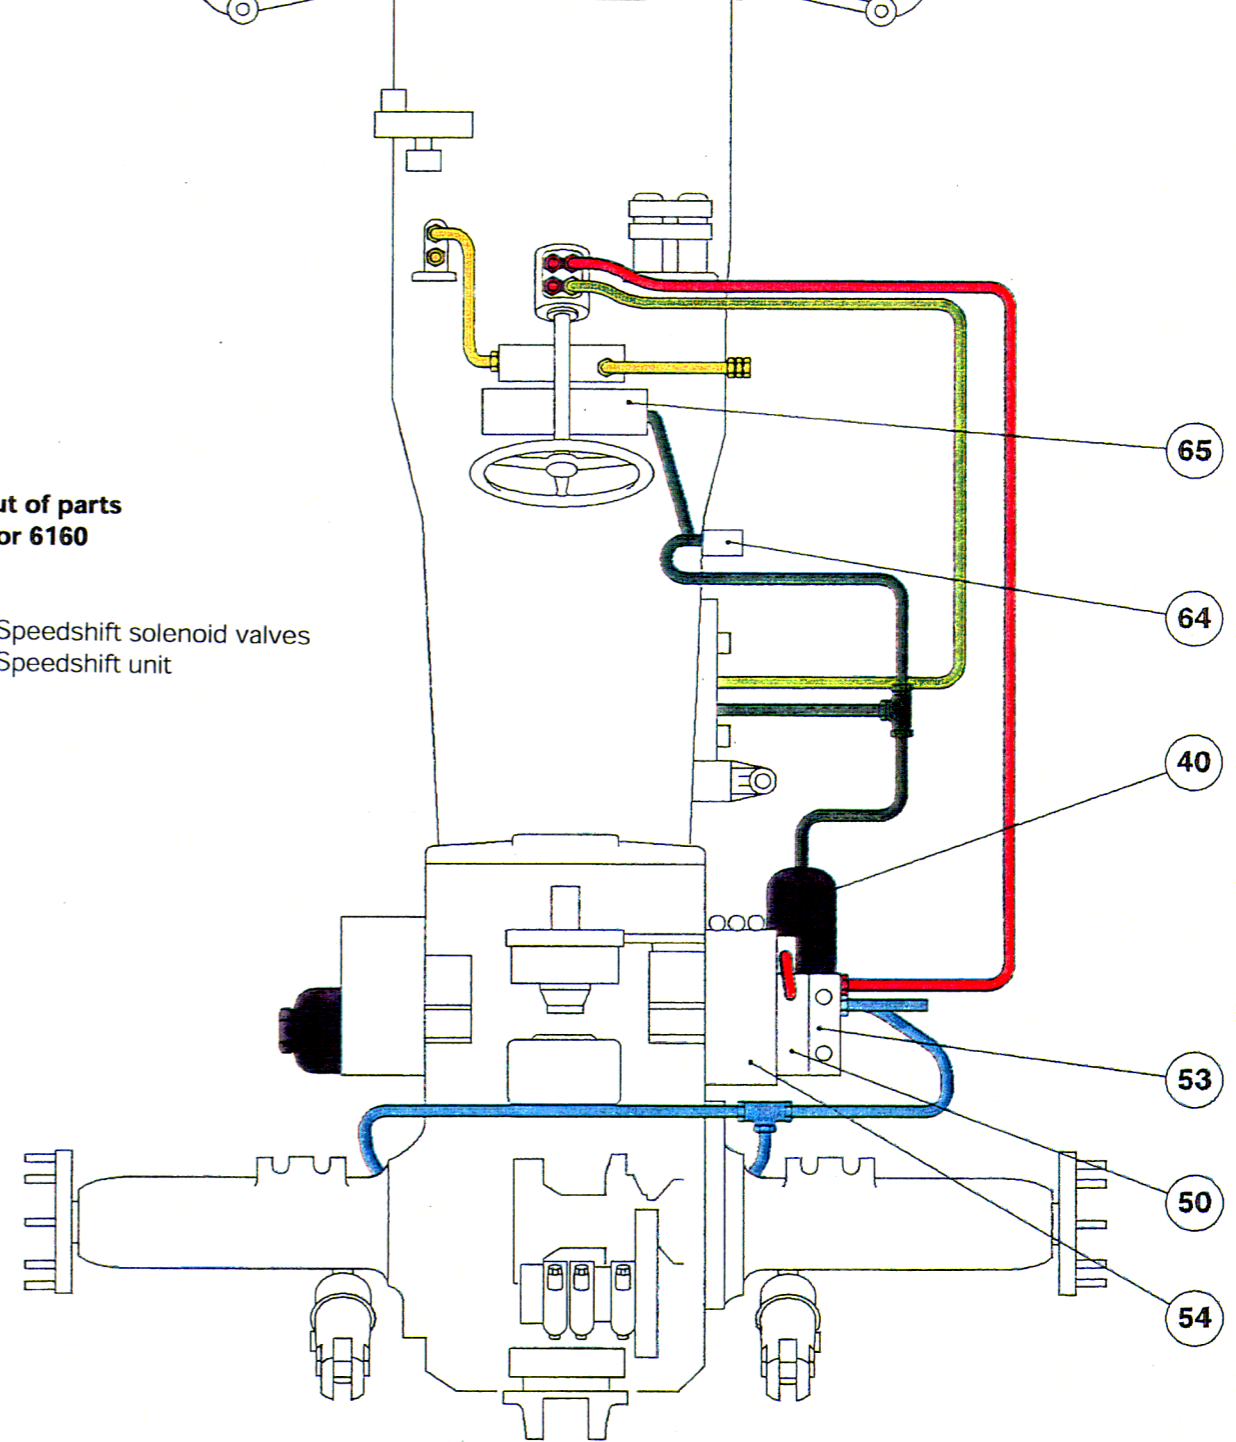 ut of parts
or 6160
Speedshift solenoid valves
Speedshift unit
65
64
40
53
50
54